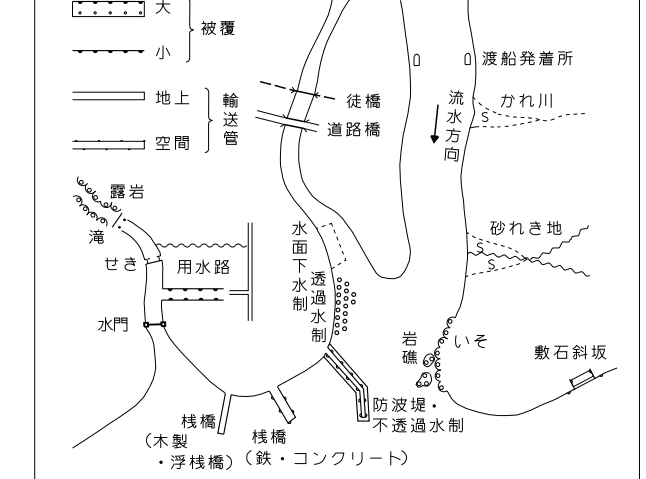 大
被覆
小
渡船発着所
地上
輸送管
空間
徒橋
道路橋
流水方向
かれ川
S
露岩
滝
せき
用水路
水門
水面下水制
透過水制
砂れき地
S
S
岩礁
いそ
敷石斜坂
防波堤・
不透過水制
桟橋
(木製
・浮桟橋)
桟橋
(鉄・コンクリート)